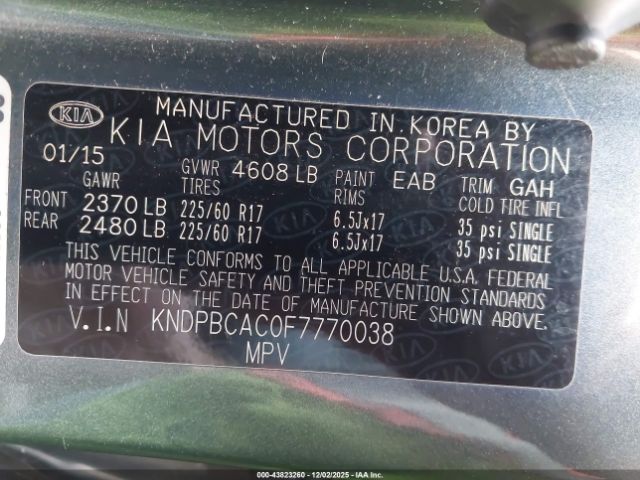 KIA
MANUFACTURED IN KOREA BY
KIA MOTORS CORPORATION
01/15 GVWR 4608 LB PAINT EAB TRIM GAH
GAWR TIRES RIMS COLD TIRE INFL
FRONT 2370 LB 225/60 R17 6.5Jx17 35 psi SINGLE
REAR 2480 LB 225/60 R17 6.5Jx17 35 psi SINGLE
THIS VEHICLE CONFORMS TO ALL APPLICABLE U.S.A. FEDERAL
MOTOR VEHICLE SAFETY AND THEFT PREVENTION STANDARDS
IN EFFECT ON THE DATE OF MANUFACTURE SHOWN ABOVE.
V.I.N KNDPBCAC0F7770038
MPV
000-43823260 - 12/02/2025 - IAAI.com